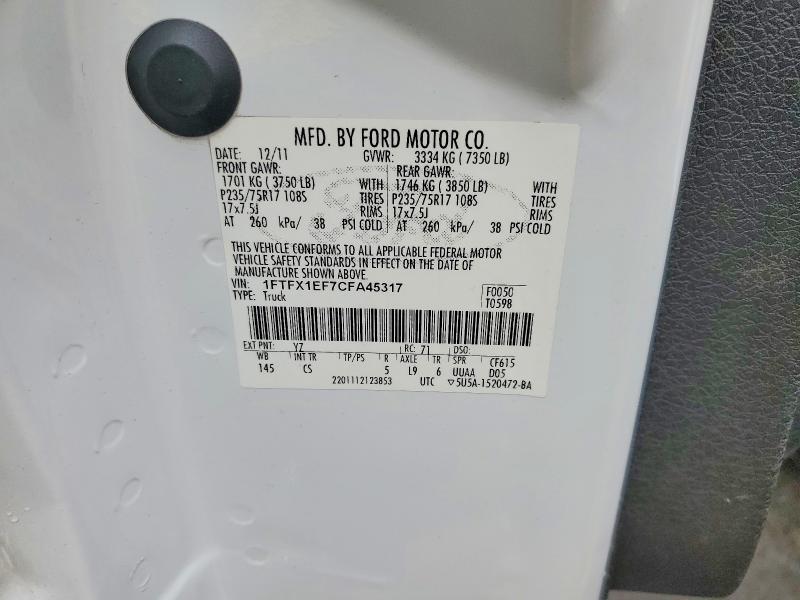 MFD. BY FORD MOTOR CO.
DATE: 12/11 GVWR: 3334 KG ( 7350 LB)
FRONT GAWR: REAR GAWR:
1701 KG ( 3750 LB) WITH 1746 KG ( 3850 LB) WITH
P235/75R17 108S TIRES P235/75R17 108S TIRES
17x7.5J RIMS 17x7.5J RIMS
AT 260 kPa/ 38 PSI COLD AT 260 kPa/ 38 PSI COLD
THIS VEHICLE CONFORMS TO ALL APPLICABLE FEDERAL MOTOR
VEHICLE SAFETY STANDARDS IN EFFECT ON THE DATE OF
MANUFACTURE SHOWN ABOVE.
VIN: 1FTFX1EF7CFA45317 F0050
TYPE: Truck T0598
EXT PNT: YZ RC: 71 DSO:
WB INT TR TP/PS R AXLE TR SPR CF615
145 CS 5 L9 6 UUAA D05
2201112123853 UTC ▽5U5A-1520472-BA